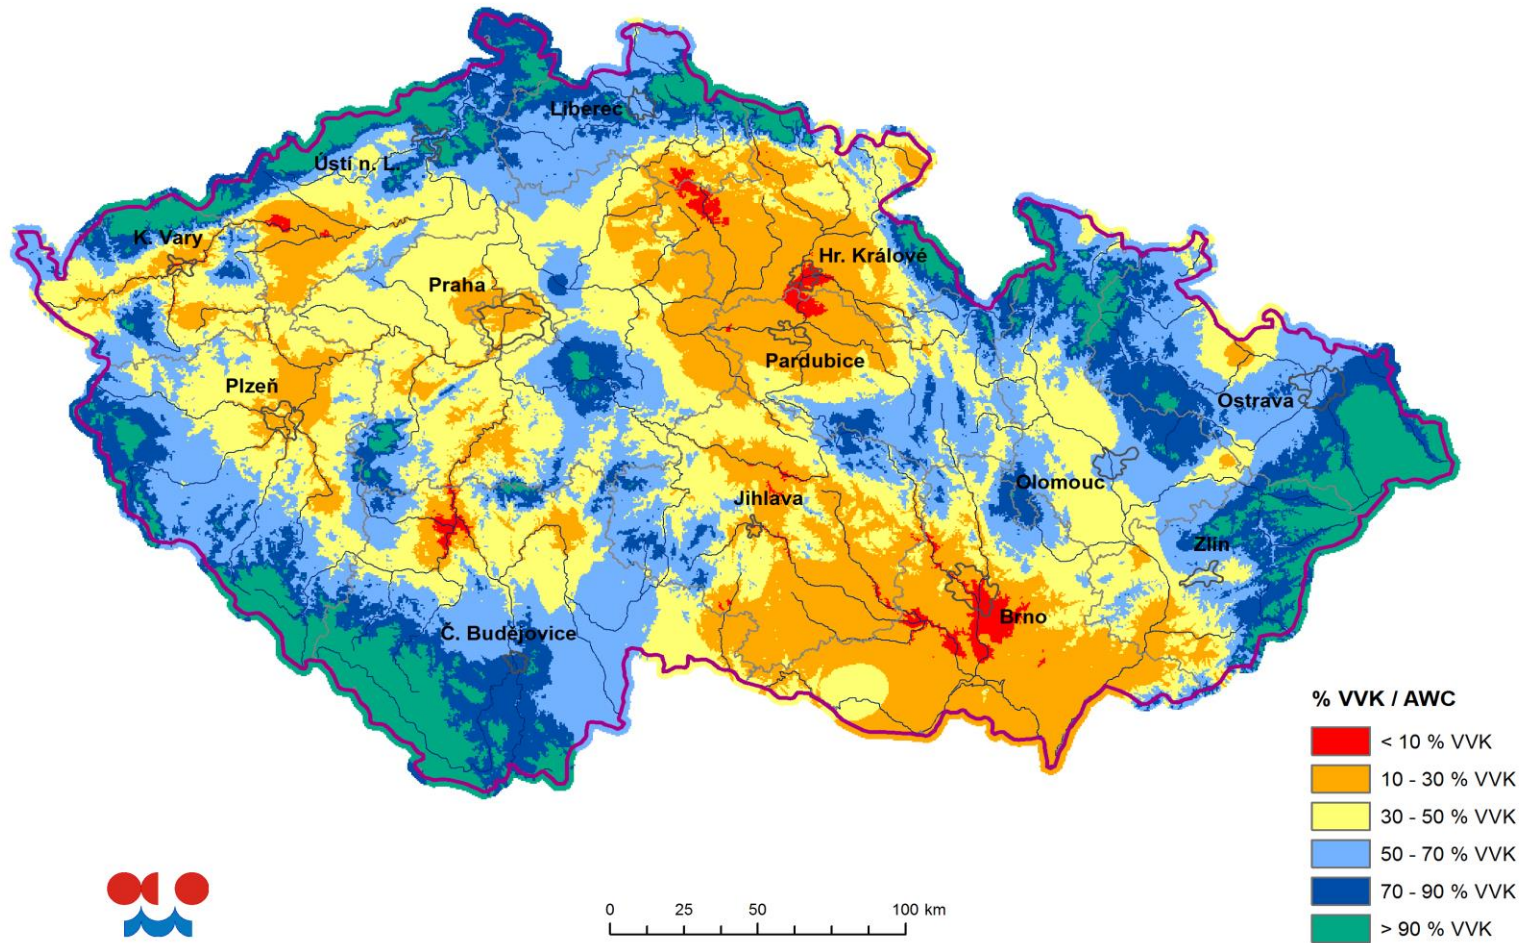 Liberec
Ústí n. L.
K. Vary
Hr. Králové
Praha
Pardubice
Plzeň
Ostrava
Olomouc
Jihlava
Zlín
Brno
Č. Budějovice
% VVK / AWC
< 10 % VVK
10 - 30 % VVK
30 - 50 % VVK
50 - 70 % VVK
70 - 90 % VVK
> 90 % VVK
0 25 50 100 km